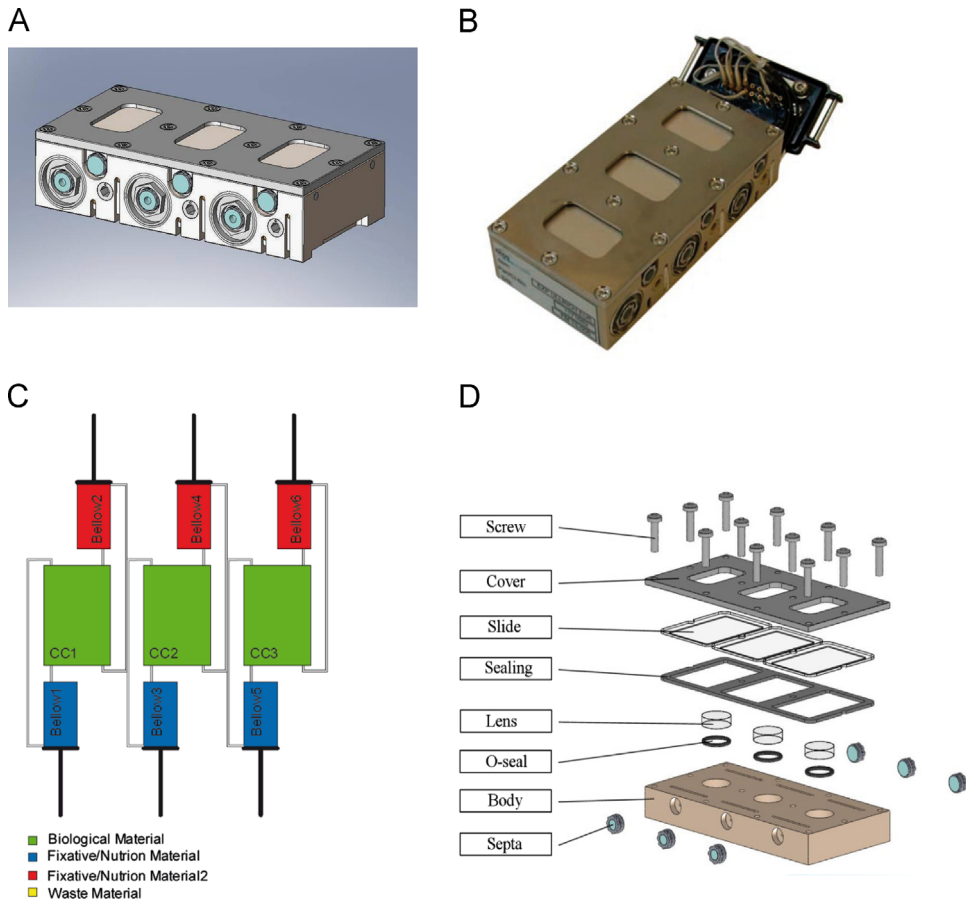 A
B
C
Bellow2
Bellow4
Bellow6
CC1
CC2
CC3
Bellow1
Bellow3
Bellow5
Biological Material
Fixative/Nutrion Material
Fixative/Nutrion Material2
Waste Material
D
Screw
Cover
Slide
Sealing
Lens
O-seal
Body
Septa